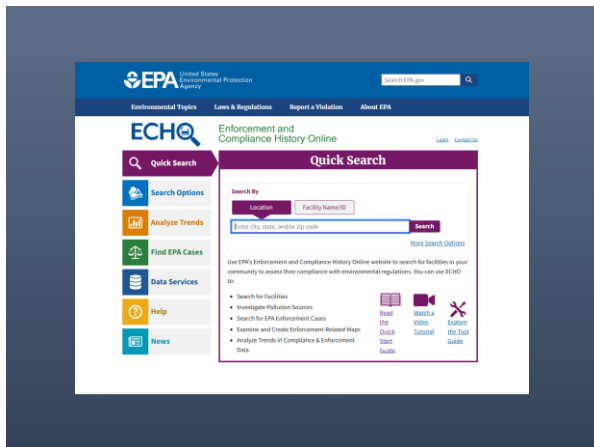 EPA United States
Environmental Protection
Agency
Search EPA.gov
Environmental Topics Laws & Regulations Report a Violation About EPA
ECHO
Enforcement and
Compliance History Online
Login Contact Us
Quick Search
Search Options
Analyze Trends
Find EPA Cases
Data Services
Help
News
Quick Search
Search By
Location Facility Name/ID
Enter city, state, and/or zip code Search
More Search Options
Use EPA's Enforcement and Compliance History Online website to search for facilities in your
community to assess their compliance with environmental regulations. You can use ECHO
to:
• Search for Facilities
• Investigate Pollution Sources
• Search for EPA Enforcement Cases
• Examine and Create Enforcement-Related Maps
• Analyze Trends in Compliance & Enforcement
Data
Read
the
Quick
Start
Guide
Watch a
Video
Tutorial
Explore
the Tool
Guide